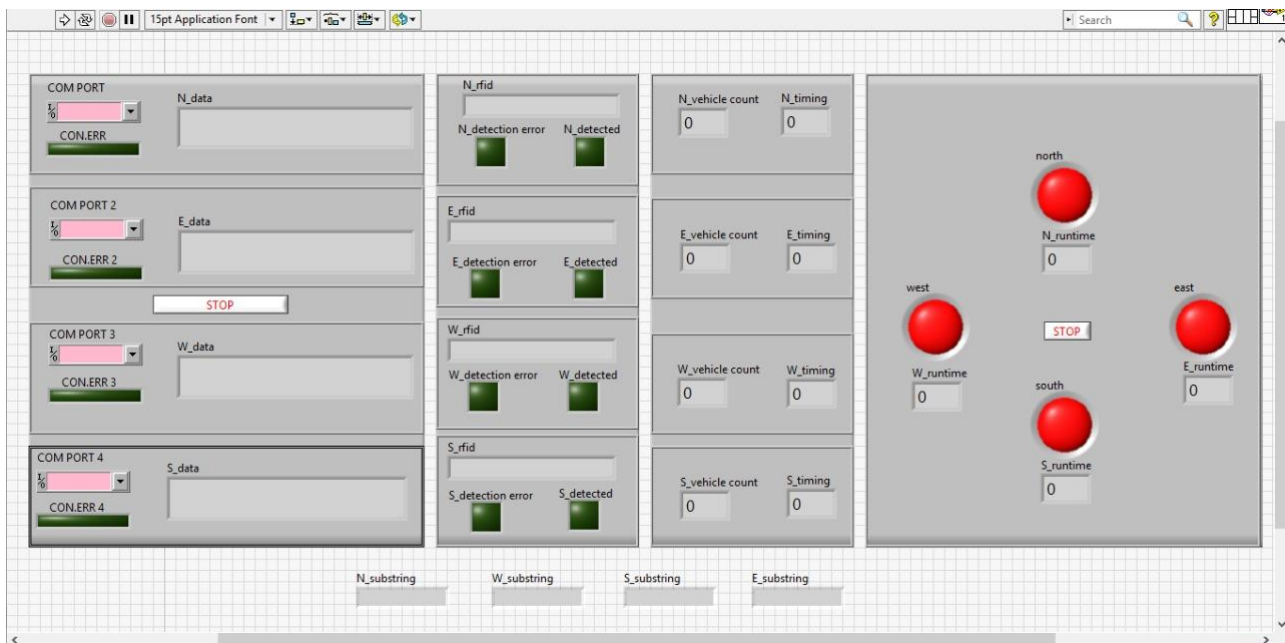 15pt Application Font
Search
COM PORT
N_data
CON.ERR
N_rfid
N_detection error
N_detected
N_vehicle count
N_timing
0
0
COM PORT 2
E_data
CON.ERR 2
E_rfid
E_detection error
E_detected
E_vehicle count
E_timing
0
0
STOP
COM PORT 3
W_data
CON.ERR 3
W_rfid
W_detection error
W_detected
W_vehicle count
W_timing
0
0
COM PORT 4
S_data
CON.ERR 4
S_rfid
S_detection error
S_detected
S_vehicle count
S_timing
0
0
north
N_runtime
0
west
W_runtime
0
STOP
east
E_runtime
0
south
S_runtime
0
N_substring
W_substring
S_substring
E_substring